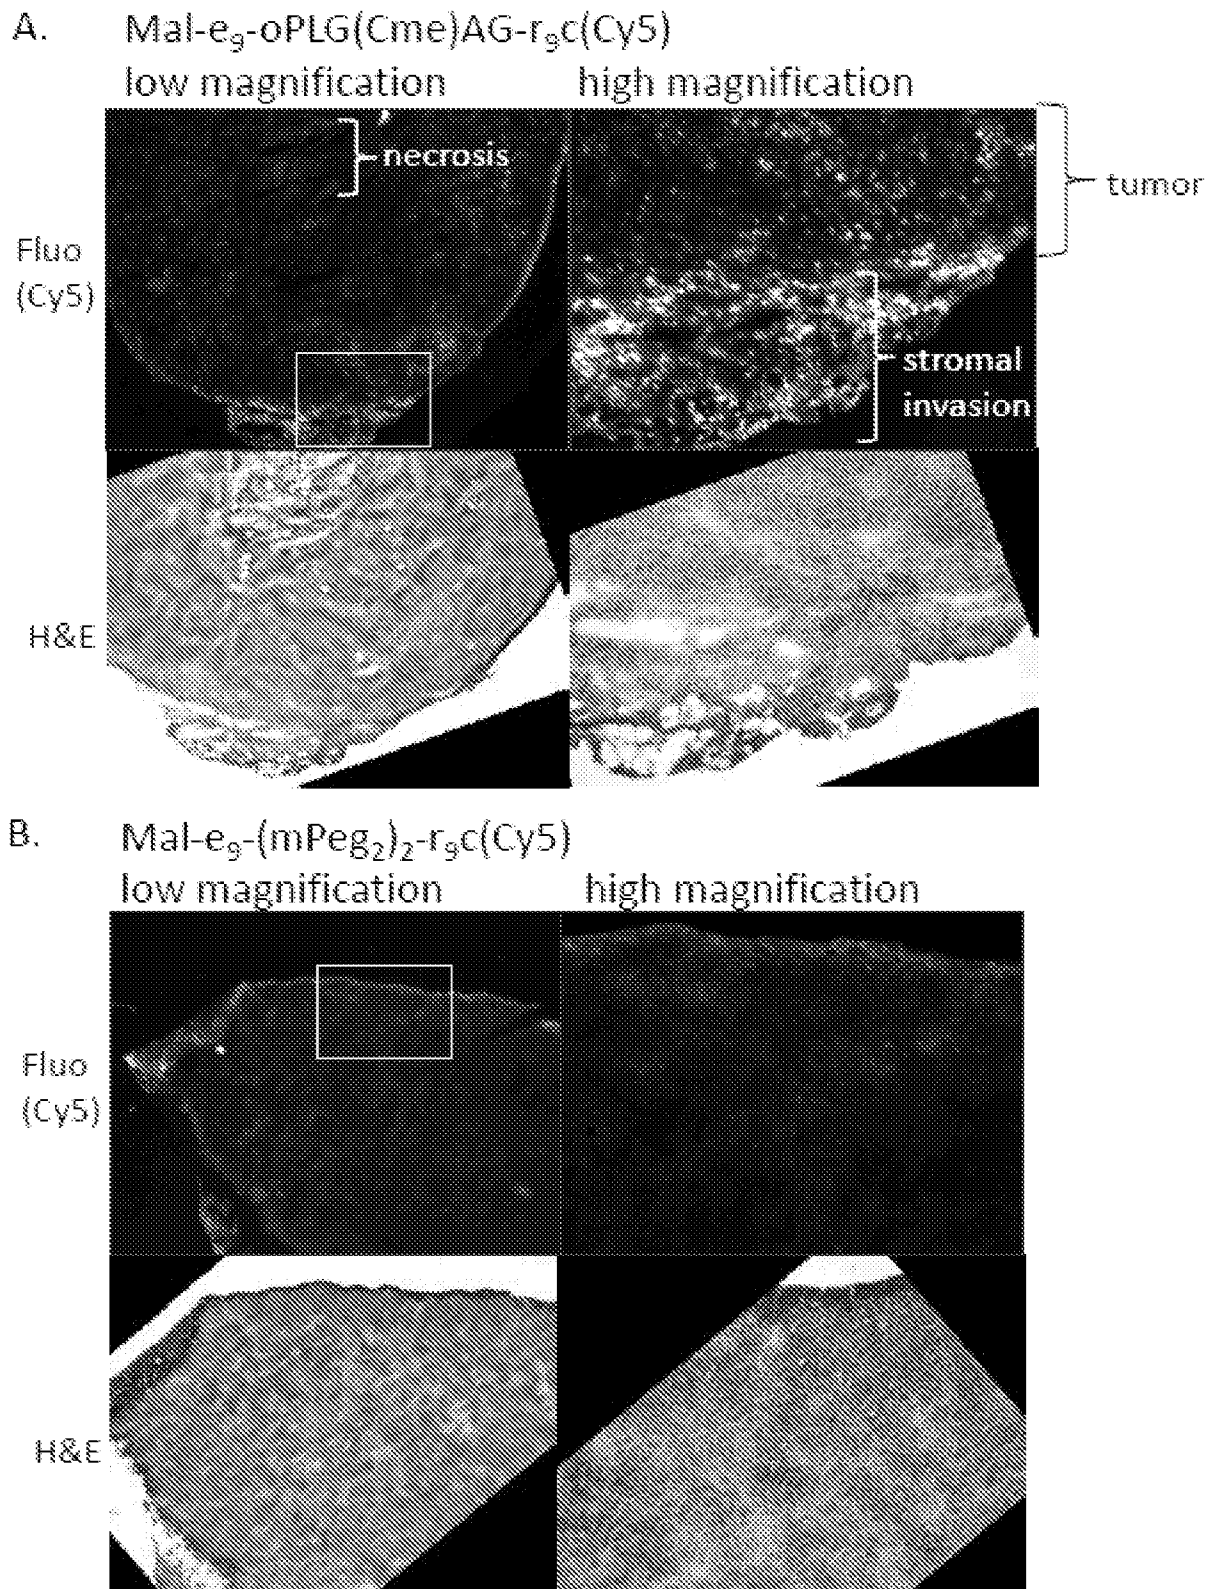 A. Mal-e₉-oPLG(Cme)AG-r₉c(Cy5)
low magnification high magnification
necrosis
tumor
Fluo
(Cy5)
stromal
invasion
H&E
B. Mal-e₉-(mPeg₂)₂-r₉c(Cy5)
low magnification high magnification
Fluo
(Cy5)
H&E